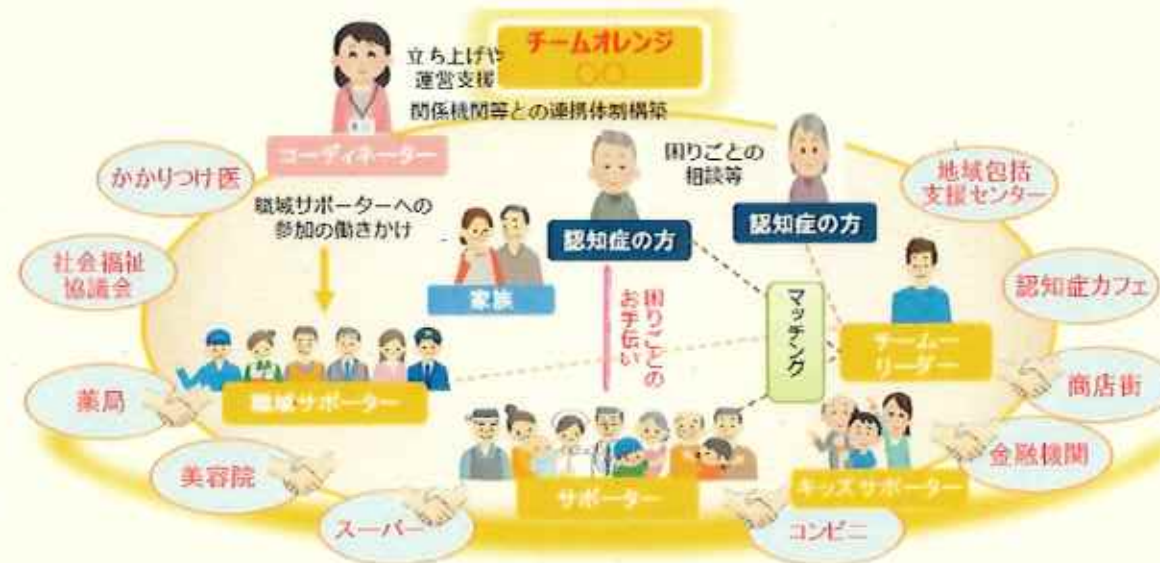 チームオレンジ
〇〇
立ち上げや
運営支援
関係機関等との連携体制構築
コーディネーター
困りごとの
相談等
かかりつけ医
地域包括
支援センター
職域サポーターへの
参加の働きかけ
認知症の方
認知症の方
社会福祉
協議会
家族
困りごとの
お手伝い
マッチング
認知症カフェ
チームー
リーダー
薬局
職域サポーター
商店街
美容院
サポーター
キッズサポーター
金融機関
スーパー
コンビニ